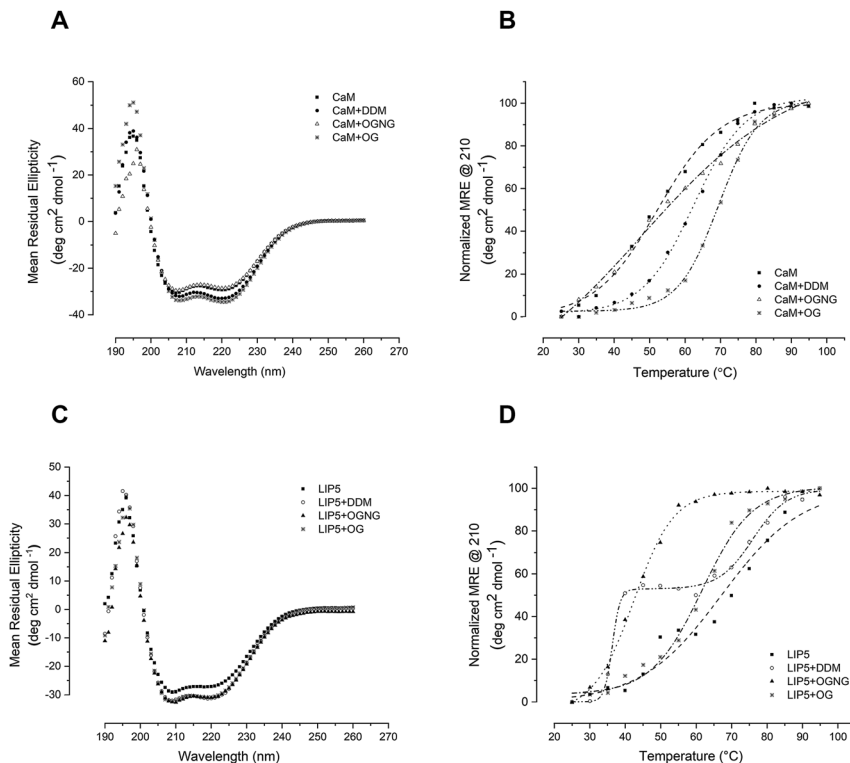 A
Mean Residual Ellipticity
(deg cm² dmol⁻¹)
60
40
20
0
-20
-40
CaM
CaM+DDM
CaM+OGNG
CaM+OG
190 200 210 220 230 240 250 260 270
Wavelength (nm)
B
Normalized MRE @ 210
(deg cm² dmol⁻¹)
100
80
60
40
20
0
CaM
CaM+DDM
CaM+OGNG
CaM+OG
20 30 40 50 60 70 80 90 100
Temperature (°C)
C
Mean Residual Ellipticity
(deg cm² dmol⁻¹)
50
40
30
20
10
0
-10
-20
-30
LIP5
LIP5+DDM
LIP5+OGNG
LIP5+OG
190 200 210 220 230 240 250 260 270
Wavelength (nm)
D
Normalized MRE @ 210
(deg cm² dmol⁻¹)
100
80
60
40
20
0
LIP5
LIP5+DDM
LIP5+OGNG
LIP5+OG
20 30 40 50 60 70 80 90 100
Temperature (°C)